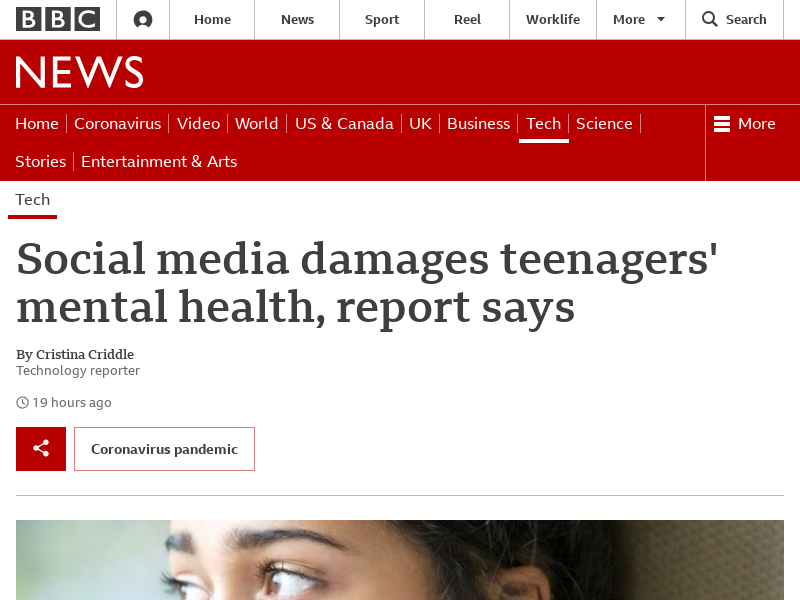 BBC Home News Sport Reel Worklife More Search
NEWS
Home Coronavirus Video World US & Canada UK Business Tech Science More
Stories Entertainment & Arts
Tech
Social media damages teenagers'
mental health, report says
By Cristina Criddle
Technology reporter
19 hours ago
Coronavirus pandemic